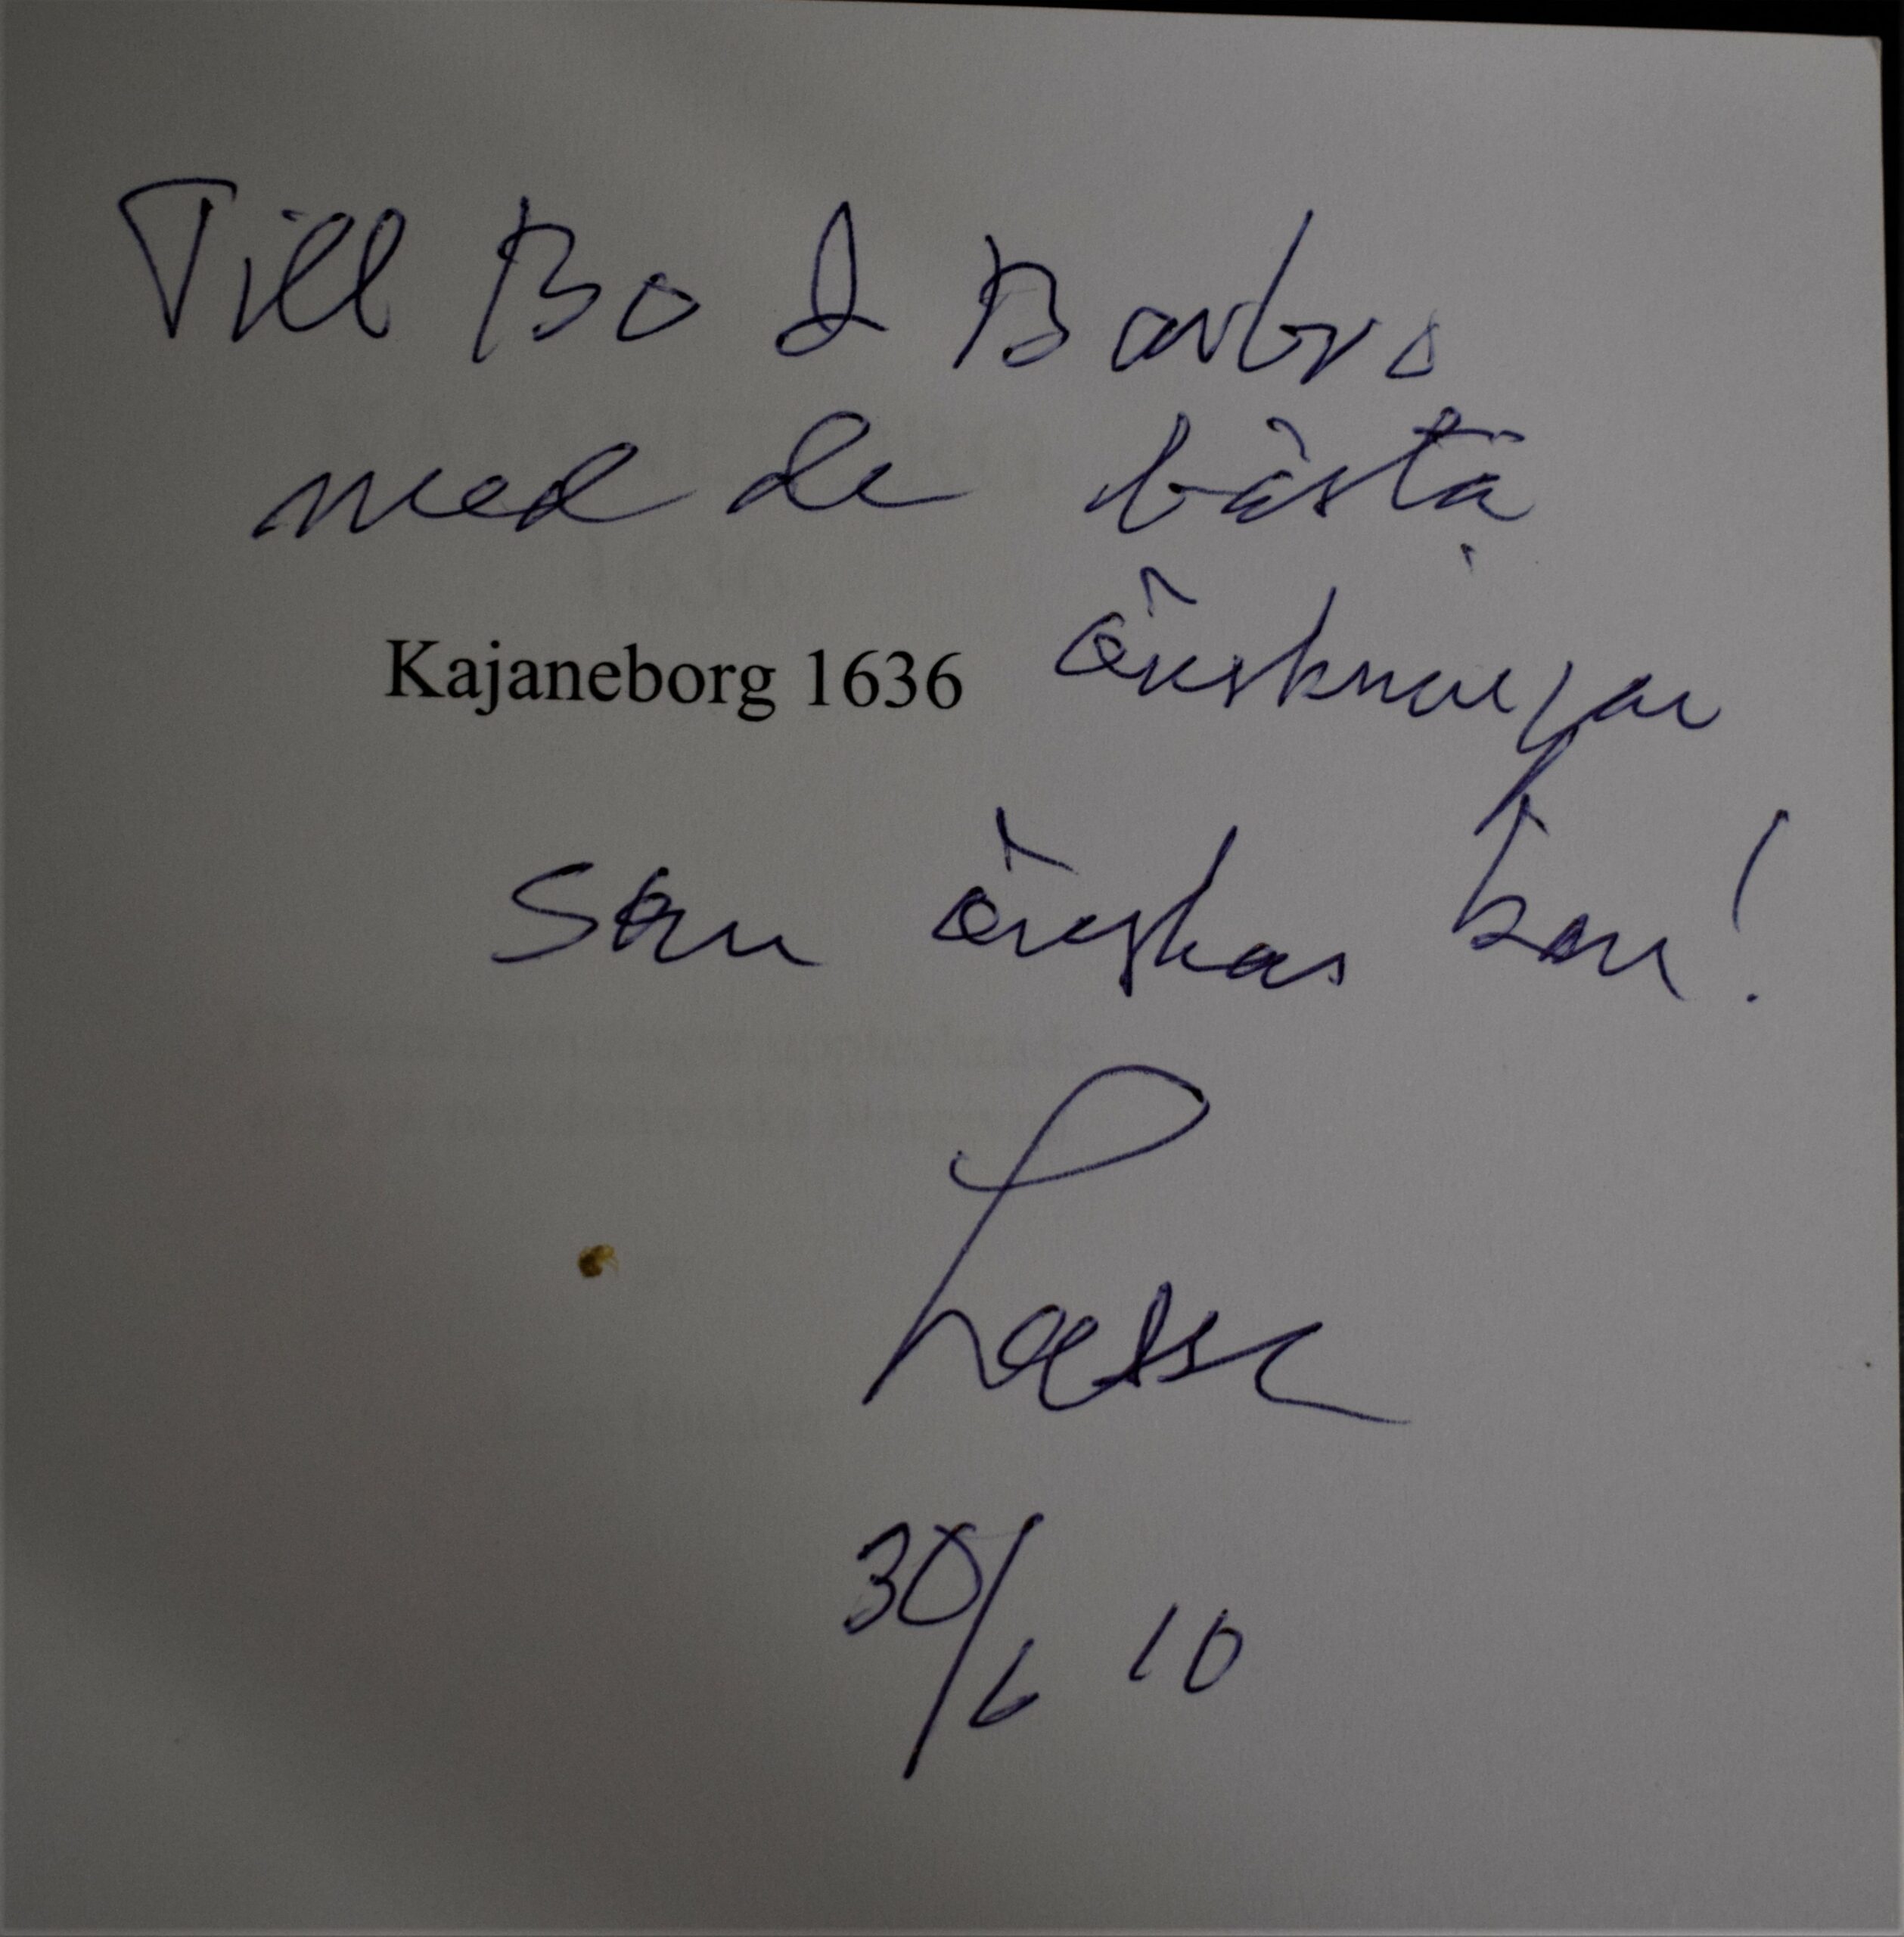 Till Bo & Barbro
med de bästa
önskningar
Kajaneborg 1636
som önskas kan!
Lasse
30/6 10